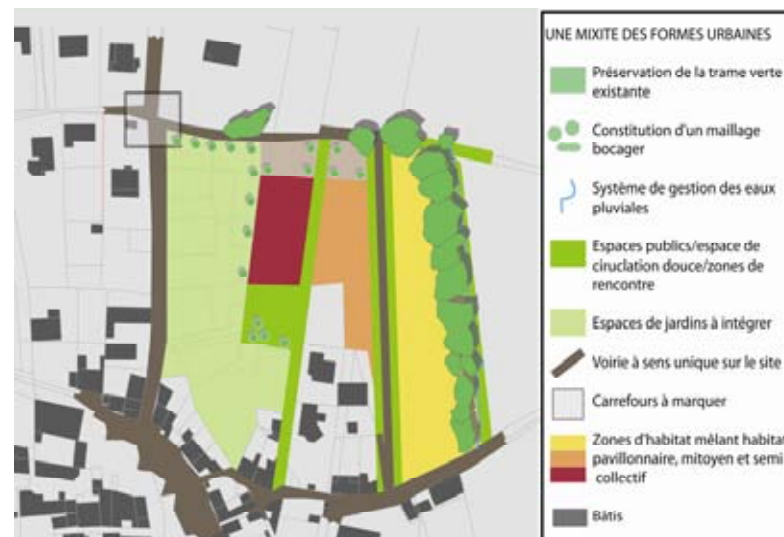 UNE MIXITE DES FORMES URBAINES
Préservation de la trame verte
existante
Constitution d'un maillage
bocager
Système de gestion des eaux
pluviales
Espaces publics/espace de
ciruclation douce/zones de
rencontre
Espaces de jardins à intégrer
Voirie à sens unique sur le site
Carrefours à marquer
Zones d'habitat mêlant habitat
pavillonnaire, mitoyen et semi
collectif
Bâtis